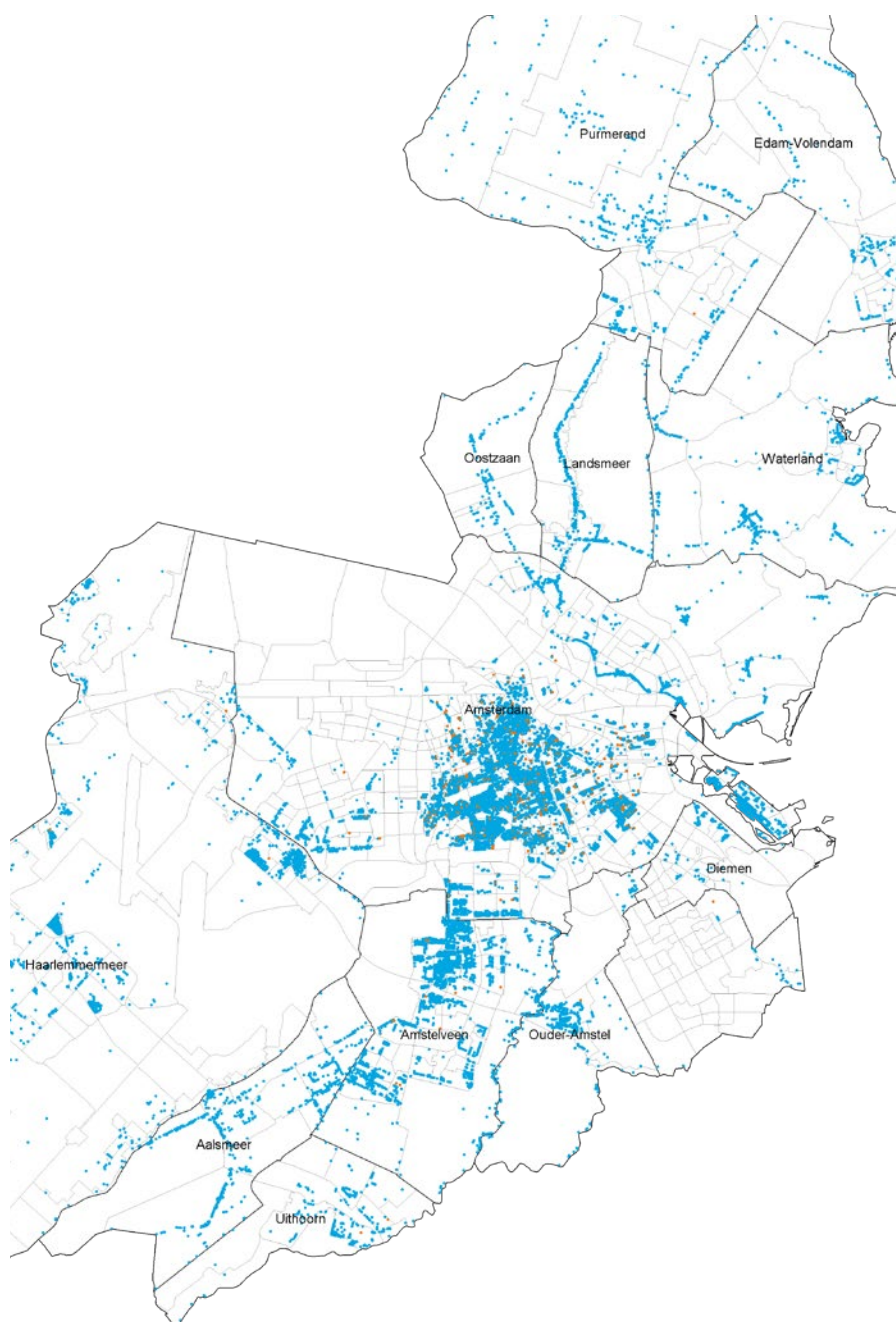 Purmerend
Edam-Volendam
Oostzaan
Landsmeer
Waterland
Amsterdam
Diemen
Haarlemmermeer
Amstelveen
Ouder-Amstel
Aalsmeer
Uithoorn